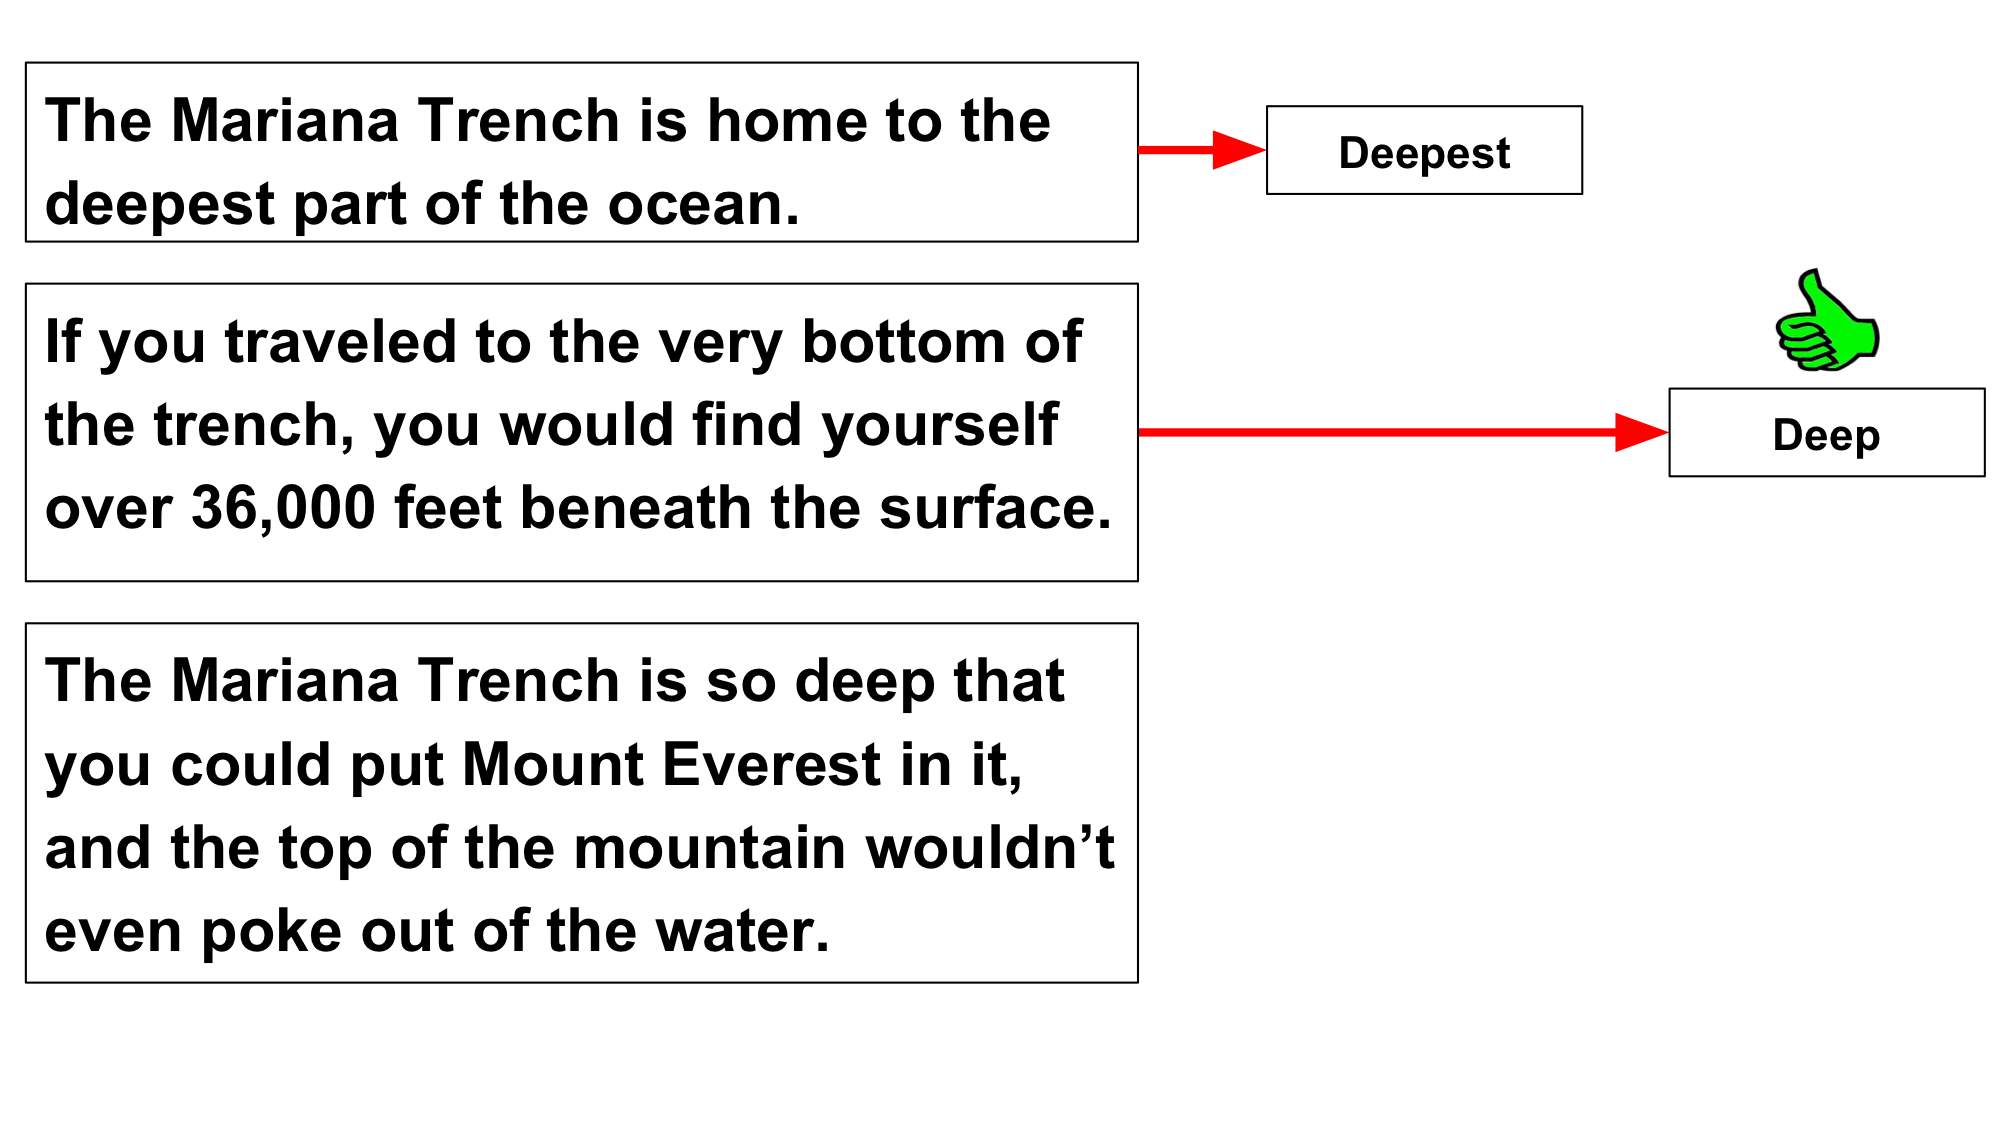 The Mariana Trench is home to the
deepest part of the ocean.
Deepest
If you traveled to the very bottom of
the trench, you would find yourself
over 36,000 feet beneath the surface.
Deep
The Mariana Trench is so deep that
you could put Mount Everest in it,
and the top of the mountain wouldn’t
even poke out of the water.